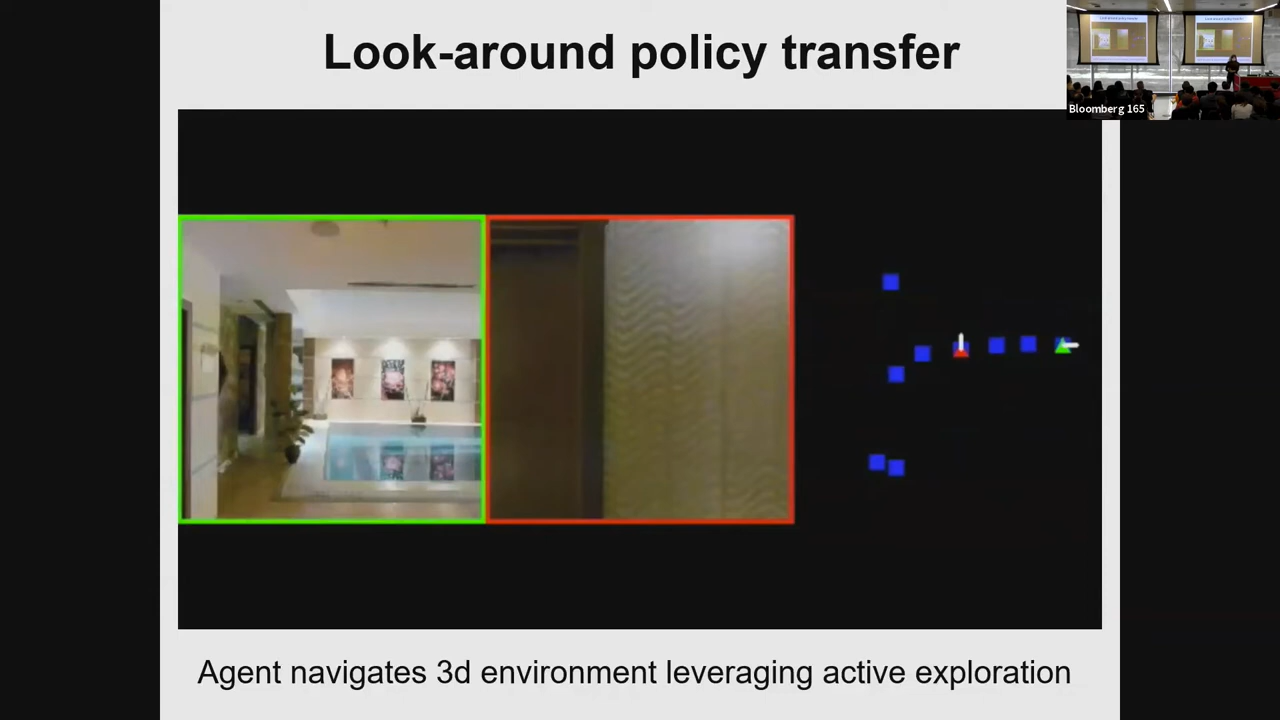 Look-around policy transfer
Bloomberg 165
Agent navigates 3d environment leveraging active exploration